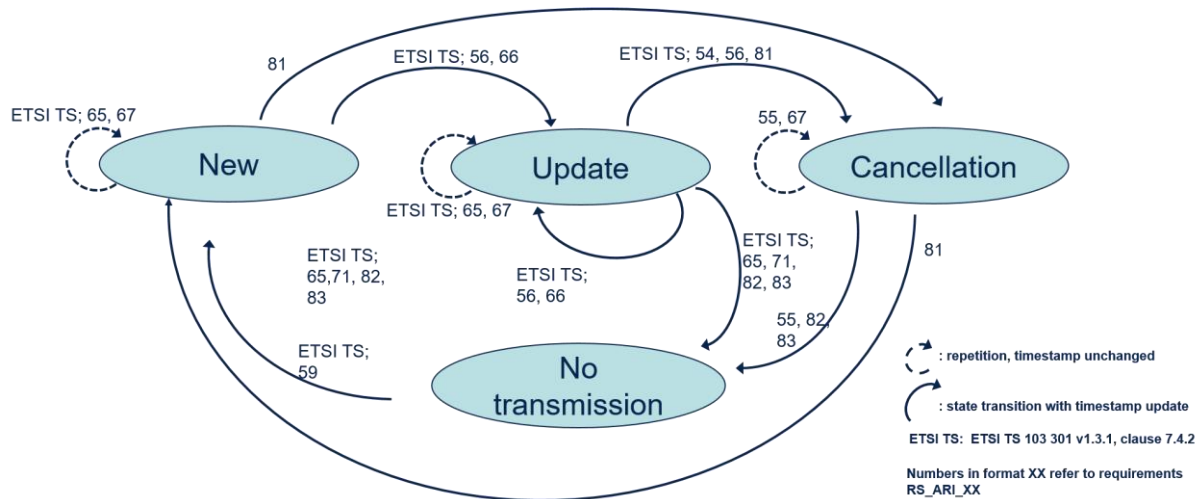 81
ETSI TS; 56, 66
ETSI TS; 54, 56, 81
ETSI TS; 65, 67
55, 67
New
Update
Cancellation
ETSI TS; 65, 67
ETSI TS;
65,71, 82,
83
ETSI TS;
56, 66
ETSI TS;
65, 71,
82, 83
81
55, 82,
83
ETSI TS;
59
No
transmission
: repetition, timestamp unchanged
: state transition with timestamp update
ETSI TS: ETSI TS 103 301 v1.3.1, clause 7.4.2
Numbers in format XX refer to requirements
RS_ARI_XX